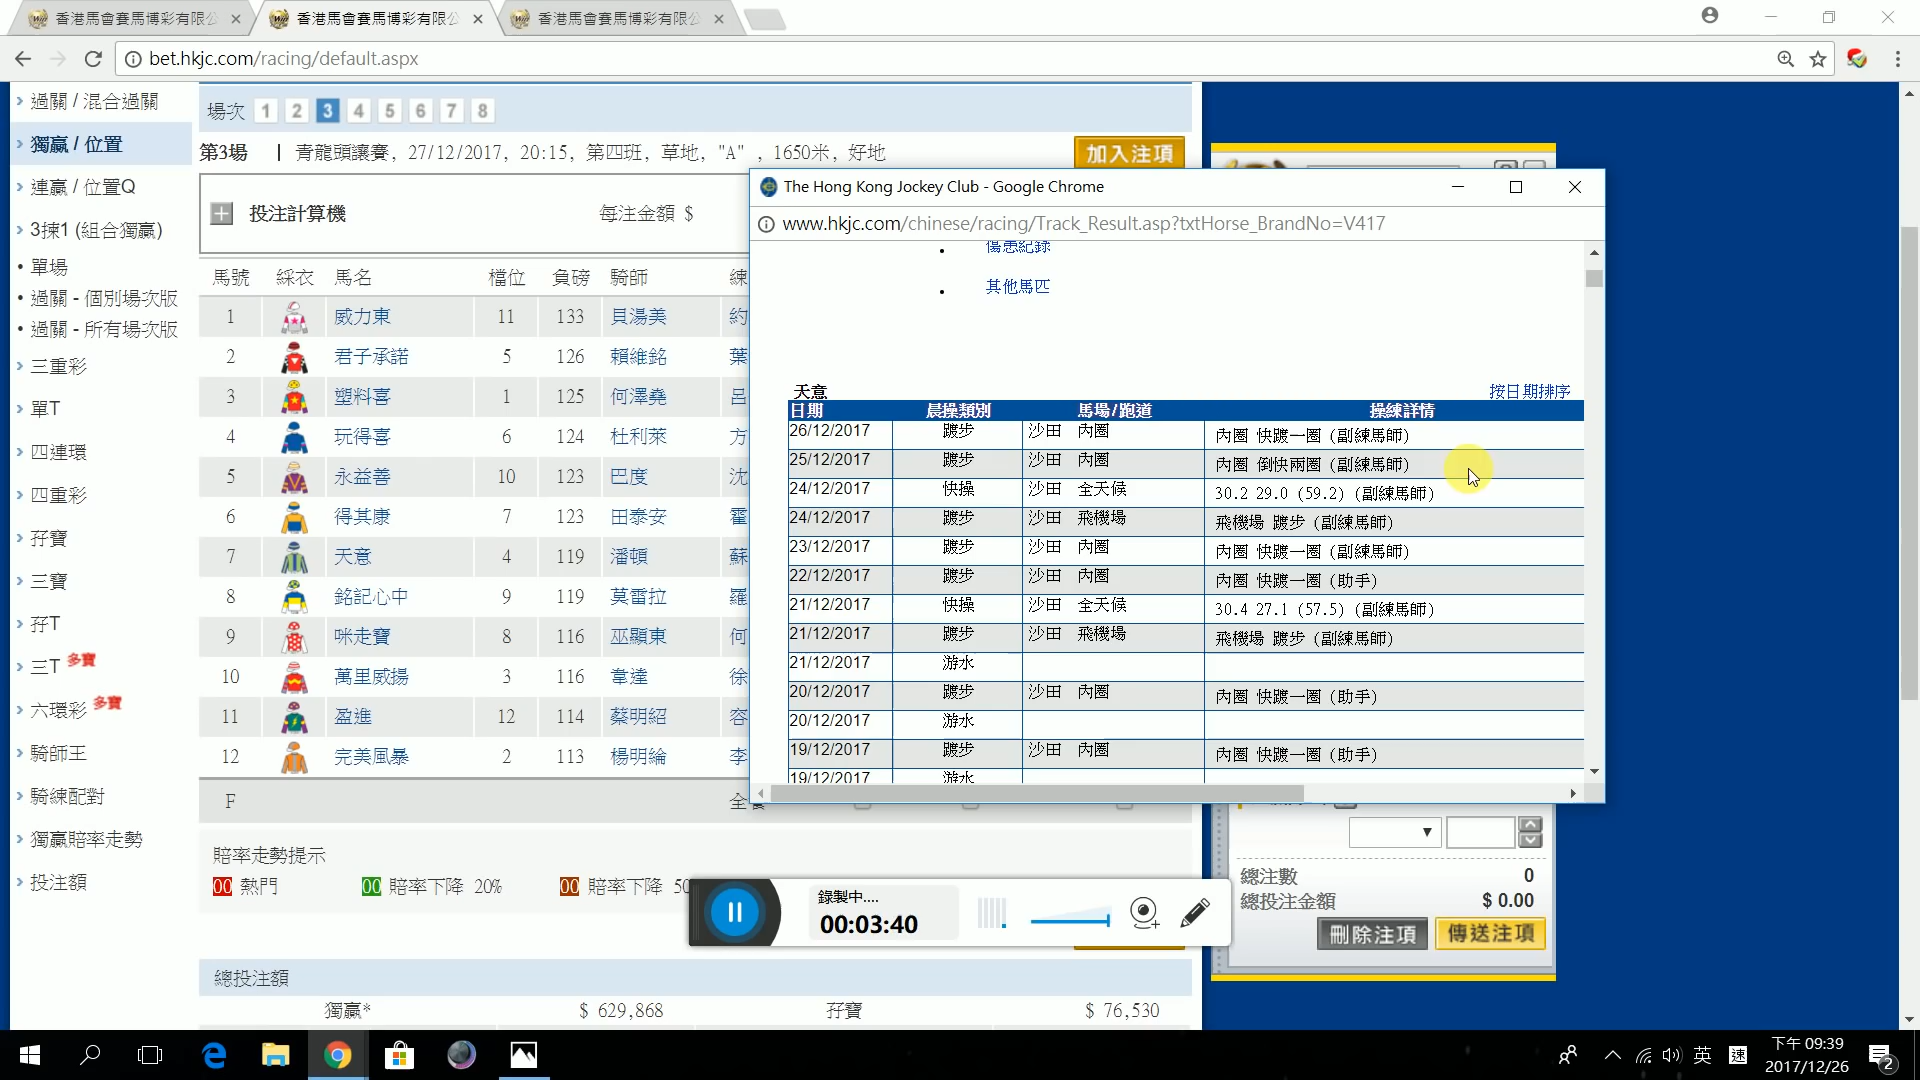 香港馬會賽馬博彩有限公
香港馬會賽馬博彩有限公
香港馬會賽馬博彩有限公
bet.hkjc.com/racing/default.aspx
過關 / 混合過關
獨贏 / 位置
連贏 / 位置Q
3揀1 (組合獨贏)
單場
過關 - 個別場次版
過關 - 所有場次版
三重彩
單T
四連環
四重彩
孖寶
三寶
孖T
三T 多寶
六環彩 多寶
騎師王
騎練配對
獨贏賠率走勢
投注額
場次 1 2 3 4 5 6 7 8
第3場 | 青龍頭讓賽, 27/12/2017, 20:15, 第四班, 草地, "A" , 1650米, 好地
加入注項
投注計算機 每注金額 $
馬號 綵衣 馬名 檔位 負磅 騎師 練
1 威力東 11 133 貝湯美 約
2 君子承諾 5 126 賴維銘 葉
3 塑料喜 1 125 何澤堯 呂
4 玩得喜 6 124 杜利萊 方
5 永益善 10 123 巴度 沈
6 得其康 7 123 田泰安 霍
7 天意 4 119 潘頓 蘇
8 銘記心中 9 119 莫雷拉 羅
9 咪走寶 8 116 巫顯東 何
10 萬里威揚 3 116 韋達 徐
11 盈進 12 114 蔡明紹 容
12 完美風暴 2 113 楊明綸 李
F
賠率走勢提示
00 熱門 00 賠率下降 20% 00 賠率下降
總投注額
獨贏* $ 629,868 孖寶 $ 76,530
The Hong Kong Jockey Club - Google Chrome
www.hkjc.com/chinese/racing/Track_Result.asp?txtHorse_BrandNo=V417
傷患紀錄
其他馬匹
天意 按日期排序
日期 晨操類別 馬場/跑道 操練詳情
26/12/2017 踱步 沙田 內圈 內圈 快踱一圈 (副練馬師)
25/12/2017 踱步 沙田 內圈 內圈 倒快兩圈 (副練馬師)
24/12/2017 快操 沙田 全天候 30.2 29.0 (59.2) (副練馬師)
24/12/2017 踱步 沙田 飛機場 飛機場 踱步 (副練馬師)
23/12/2017 踱步 沙田 內圈 內圈 快踱一圈 (副練馬師)
22/12/2017 踱步 沙田 內圈 內圈 快踱一圈 (助手)
21/12/2017 快操 沙田 全天候 30.4 27.1 (57.5) (副練馬師)
21/12/2017 踱步 沙田 飛機場 飛機場 踱步 (副練馬師)
21/12/2017 游水
20/12/2017 踱步 沙田 內圈 內圈 快踱一圈 (助手)
20/12/2017 游水
19/12/2017 踱步 沙田 內圈 內圈 快踱一圈 (助手)
19/12/2017 游水
錄製中....
00:03:40
總注數 0
總投注金額 $ 0.00
刪除注項 傳送注項
英 速
下午 09:39
2017/12/26
2